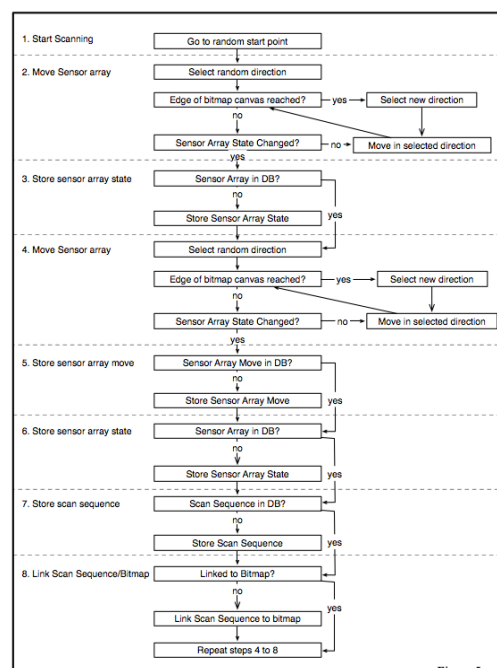 1. Start Scanning
Go to random start point
2. Move Sensor array
Select random direction
Edge of bitmap canvas reached?
yes
Select new direction
no
Sensor Array State Changed?
no
Move in selected direction
yes
3. Store sensor array state
Sensor Array in DB?
no
yes
Store Sensor Array State
4. Move Sensor array
Select random direction
Edge of bitmap canvas reached?
yes
Select new direction
no
Sensor Array State Changed?
no
Move in selected direction
yes
5. Store sensor array move
Sensor Array Move in DB?
no
Store Sensor Array Move
yes
6. Store sensor array state
Sensor Array in DB?
no
Store Sensor Array State
yes
7. Store scan sequence
Scan Sequence in DB?
no
Store Scan Sequence
yes
8. Link Scan Sequence/Bitmap
Linked to Bitmap?
no
yes
Link Scan Sequence to bitmap
Repeat steps 4 to 8